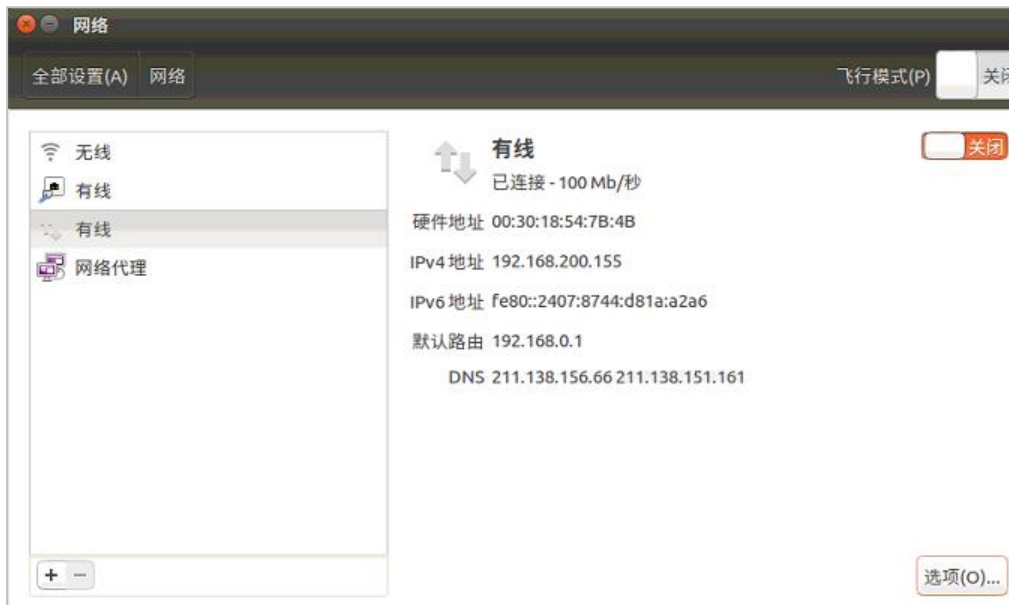 网络
全部设置(A) 网络 飞行模式(P) 关闭
无线
有线
有线
网络代理
有线 关闭
已连接 - 100 Mb/秒
硬件地址 00:30:18:54:7B:4B
IPv4 地址 192.168.200.155
IPv6 地址 fe80::2407:8744:d81a:a2a6
默认路由 192.168.0.1
DNS 211.138.156.66 211.138.151.161
选项(O)...